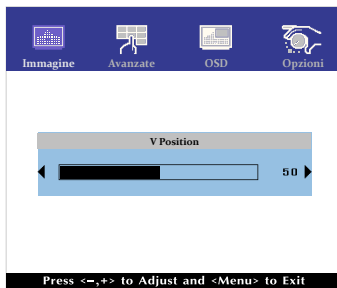 Immagine Avanzate OSD Opzioni
V Position
50
Press <–,+> to Adjust and <Menu> to Exit